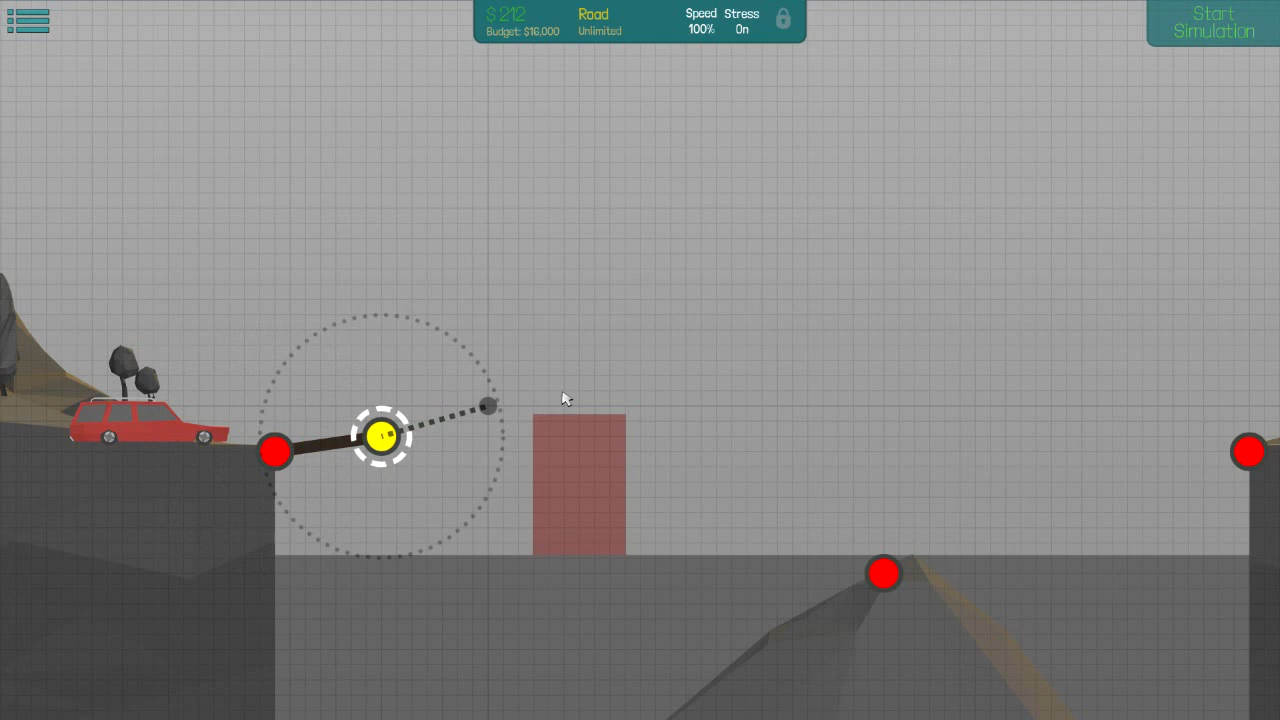 $ 212
Budget: $16,000
Road
Unlimited
Speed
100%
Stress
On
Start
Simulation